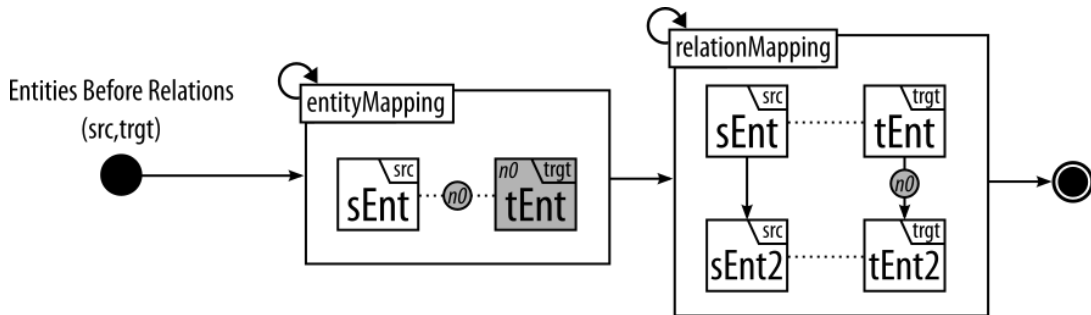 Entities Before Relations
(src,trgt)
entityMapping
src
sEnt
n0
n0
trgt
tEnt
relationMapping
src
sEnt
trgt
tEnt
n0
src
sEnt2
trgt
tEnt2